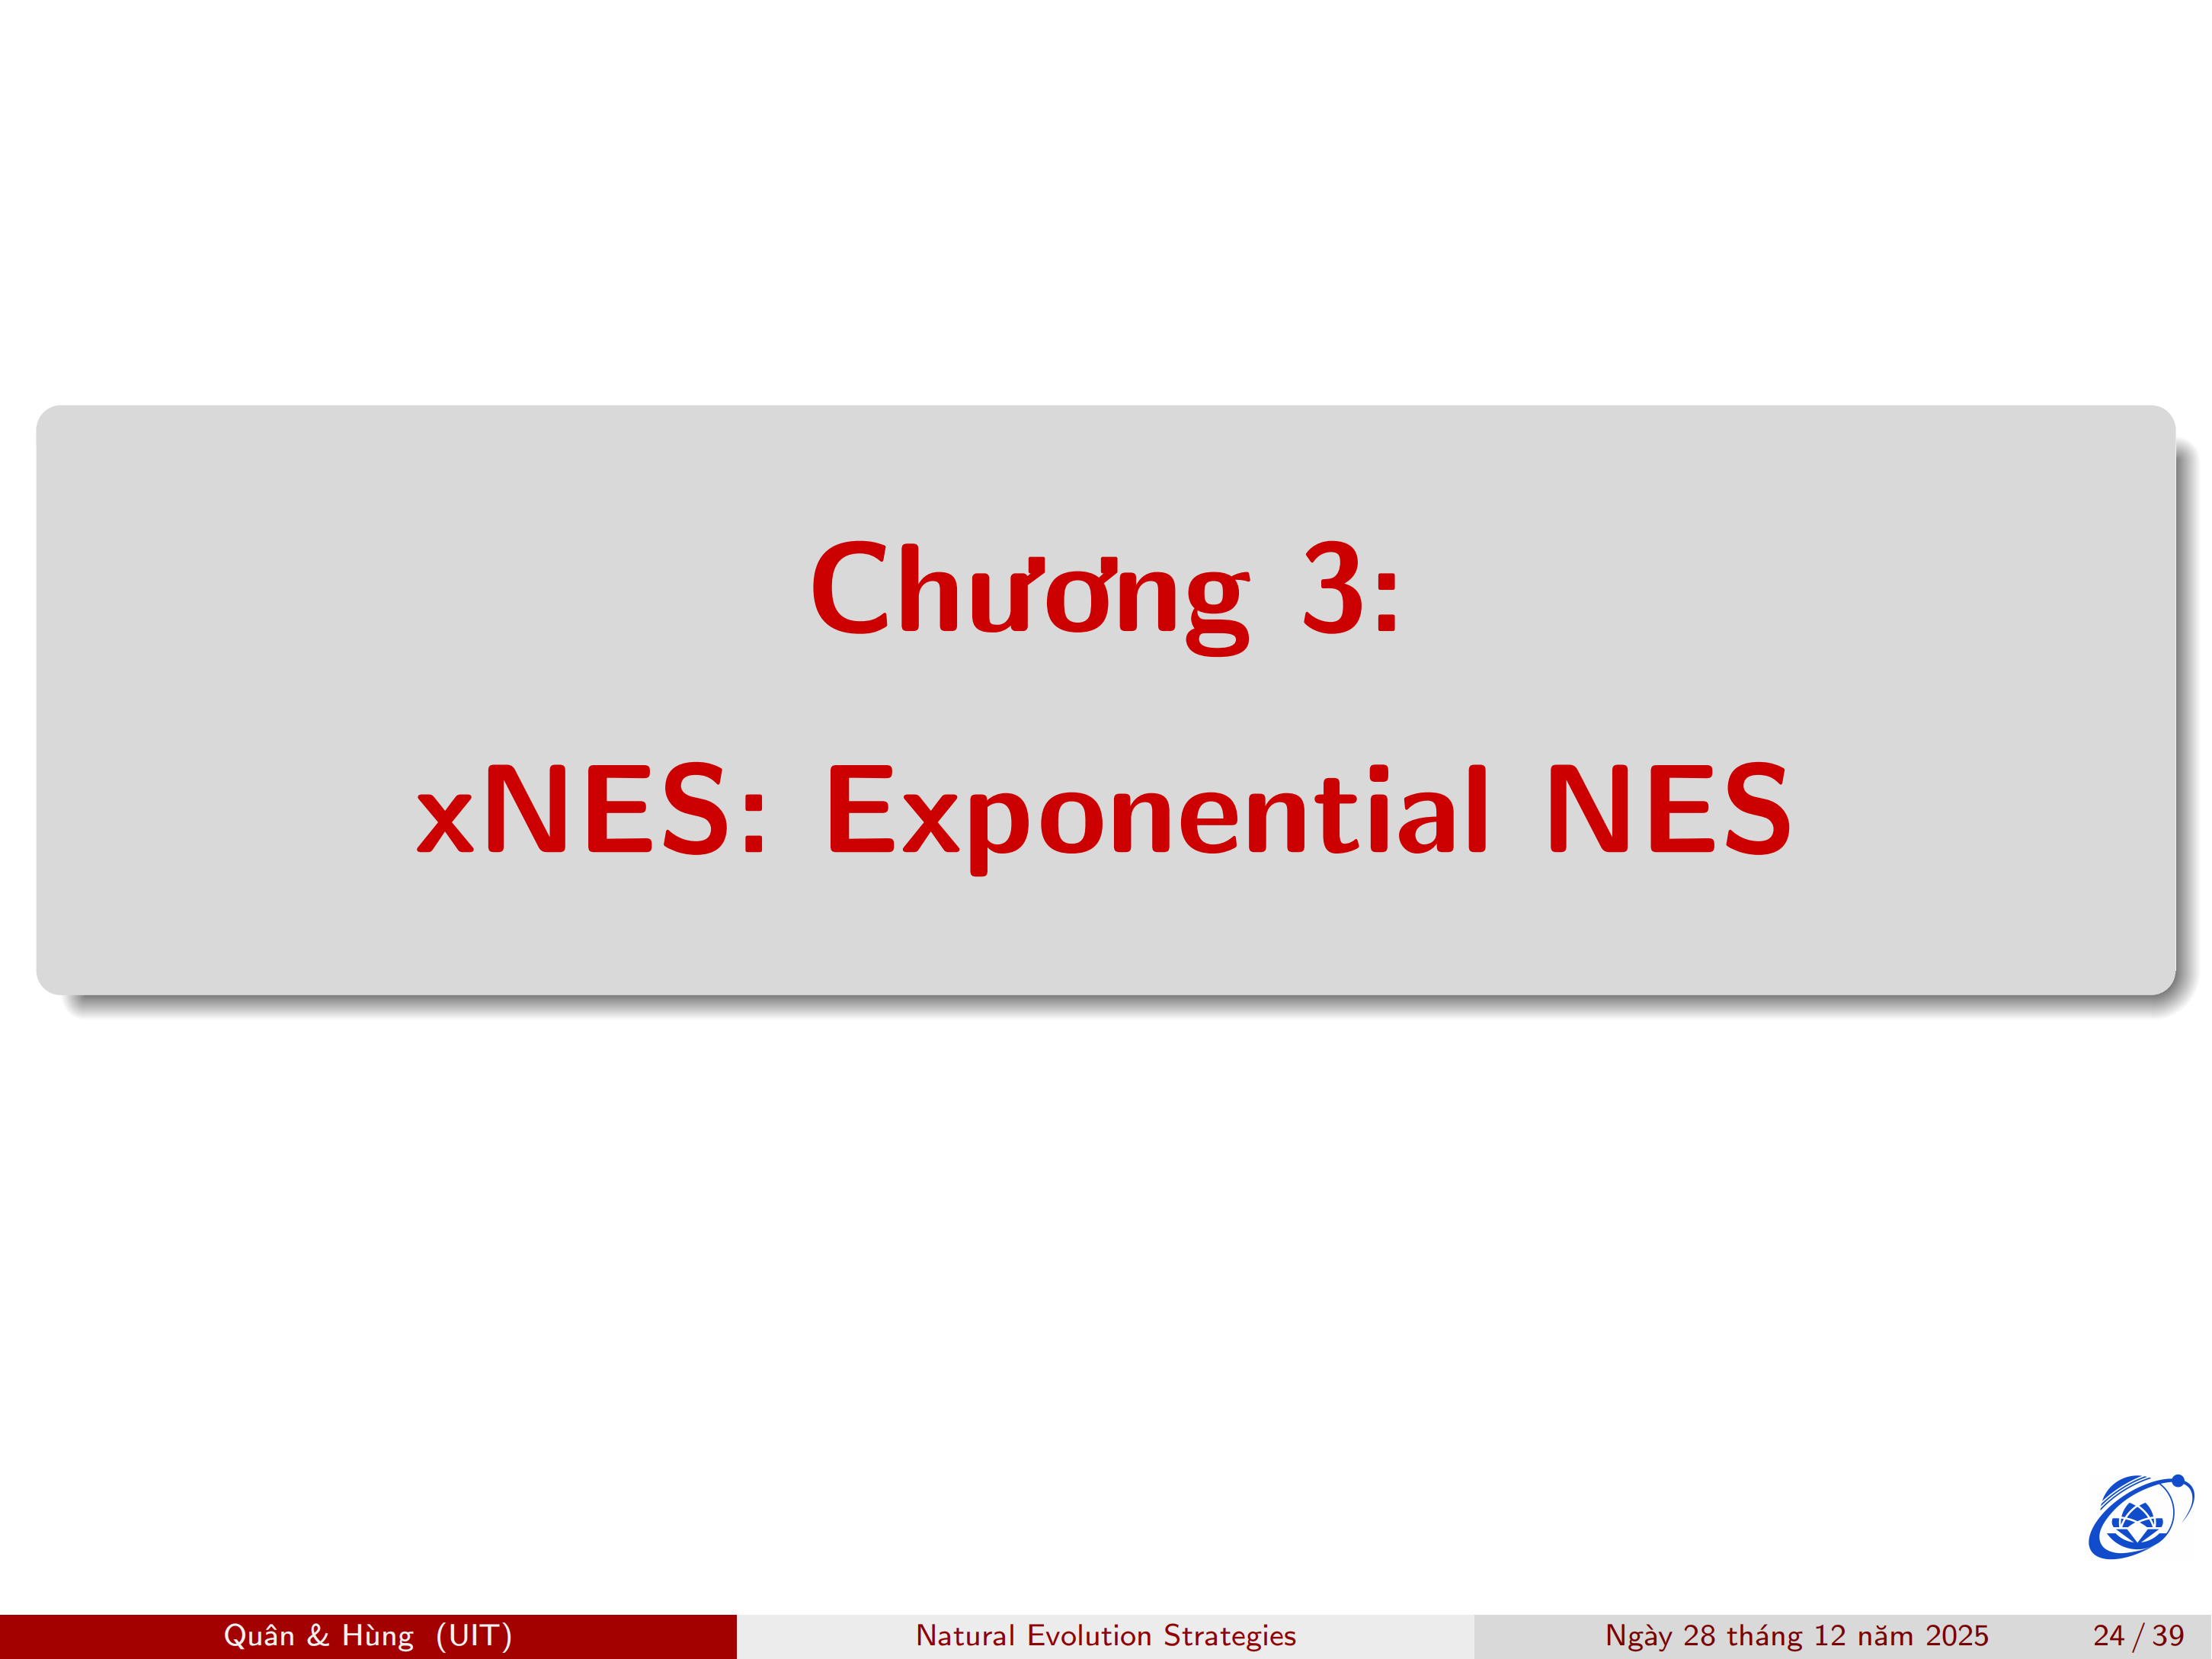 Chương 3:
xNES: Exponential NES
Quân & Hùng (UIT)
Natural Evolution Strategies
Ngày 28 tháng 12 năm 2025
24 / 39